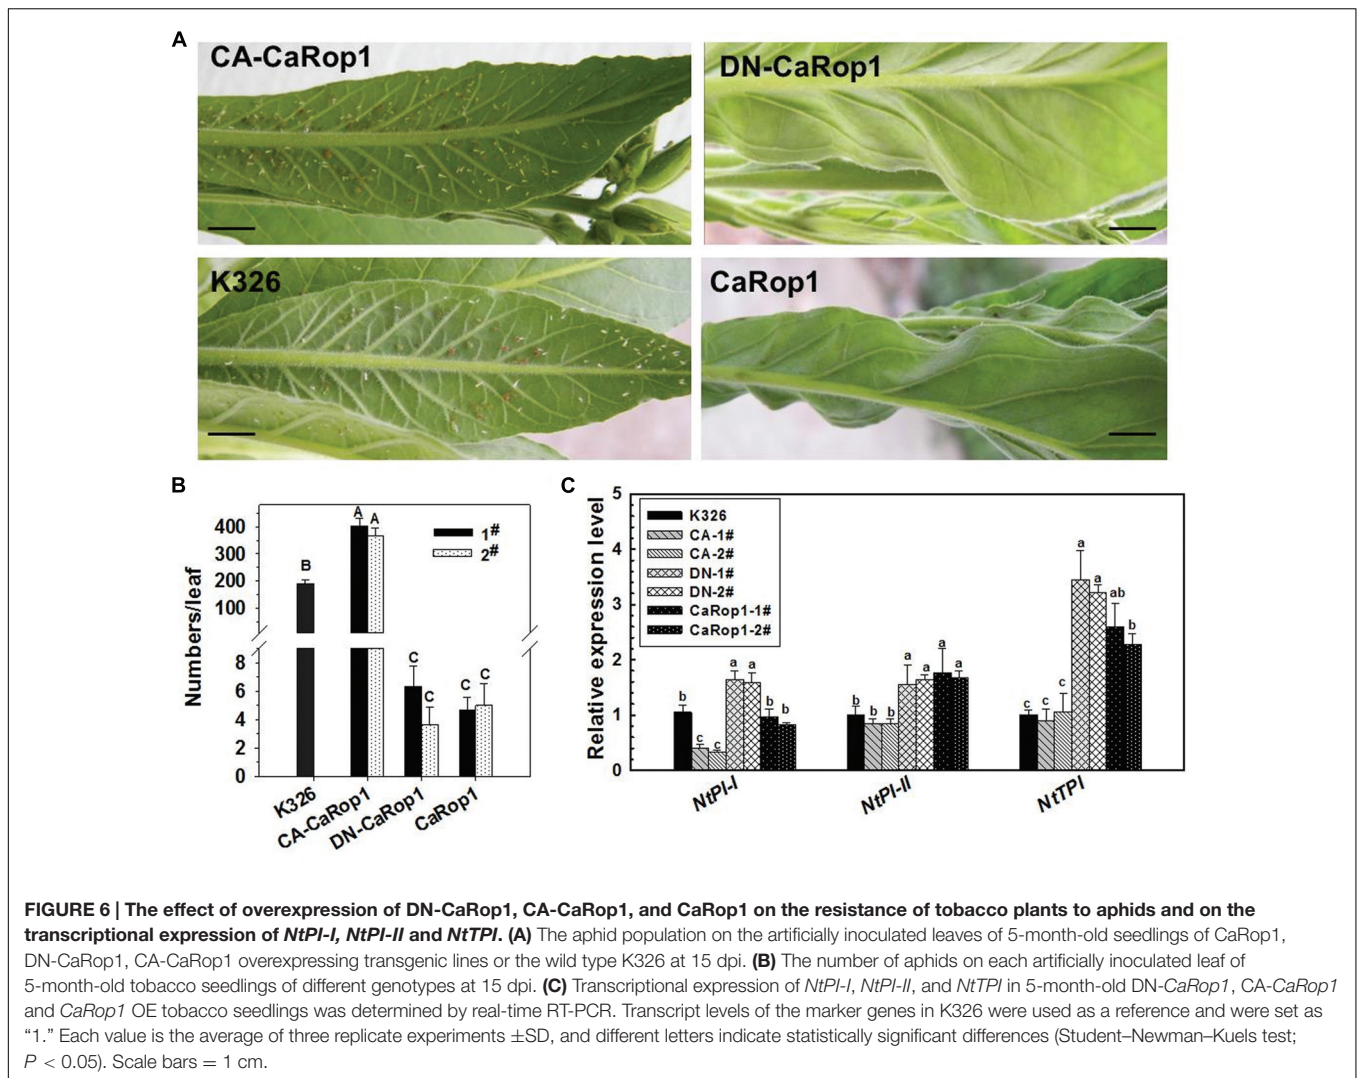 A
CA-CaRop1
DN-CaRop1
K326
CaRop1
B
Numbers/leaf
400
300
200
100
8
6
4
2
0
B
A
A
C
C
C
C
1#
2#
K326
CA-CaRop1
DN-CaRop1
CaRop1
C
Relative expression level
5
4
3
2
1
0
K326
CA-1#
CA-2#
DN-1#
DN-2#
CaRop1-1#
CaRop1-2#
b
c
c
a
a
b
b
b
b
b
a
a
a
a
c
c
c
a
a
ab
b
NtPI-I
NtPI-II
NtTPI
FIGURE 6 | The effect of overexpression of DN-CaRop1, CA-CaRop1, and CaRop1 on the resistance of tobacco plants to aphids and on the
transcriptional expression of NtPI-I, NtPI-II and NtTPI. (A) The aphid population on the artificially inoculated leaves of 5-month-old seedlings of CaRop1,
DN-CaRop1, CA-CaRop1 overexpressing transgenic lines or the wild type K326 at 15 dpi. (B) The number of aphids on each artificially inoculated leaf of
5-month-old tobacco seedlings of different genotypes at 15 dpi. (C) Transcriptional expression of NtPI-I, NtPI-II, and NtTPI in 5-month-old DN-CaRop1, CA-CaRop1
and CaRop1 OE tobacco seedlings was determined by real-time RT-PCR. Transcript levels of the marker genes in K326 were used as a reference and were set as
“1.” Each value is the average of three replicate experiments ±SD, and different letters indicate statistically significant differences (Student–Newman–Kuels test;
P < 0.05). Scale bars = 1 cm.